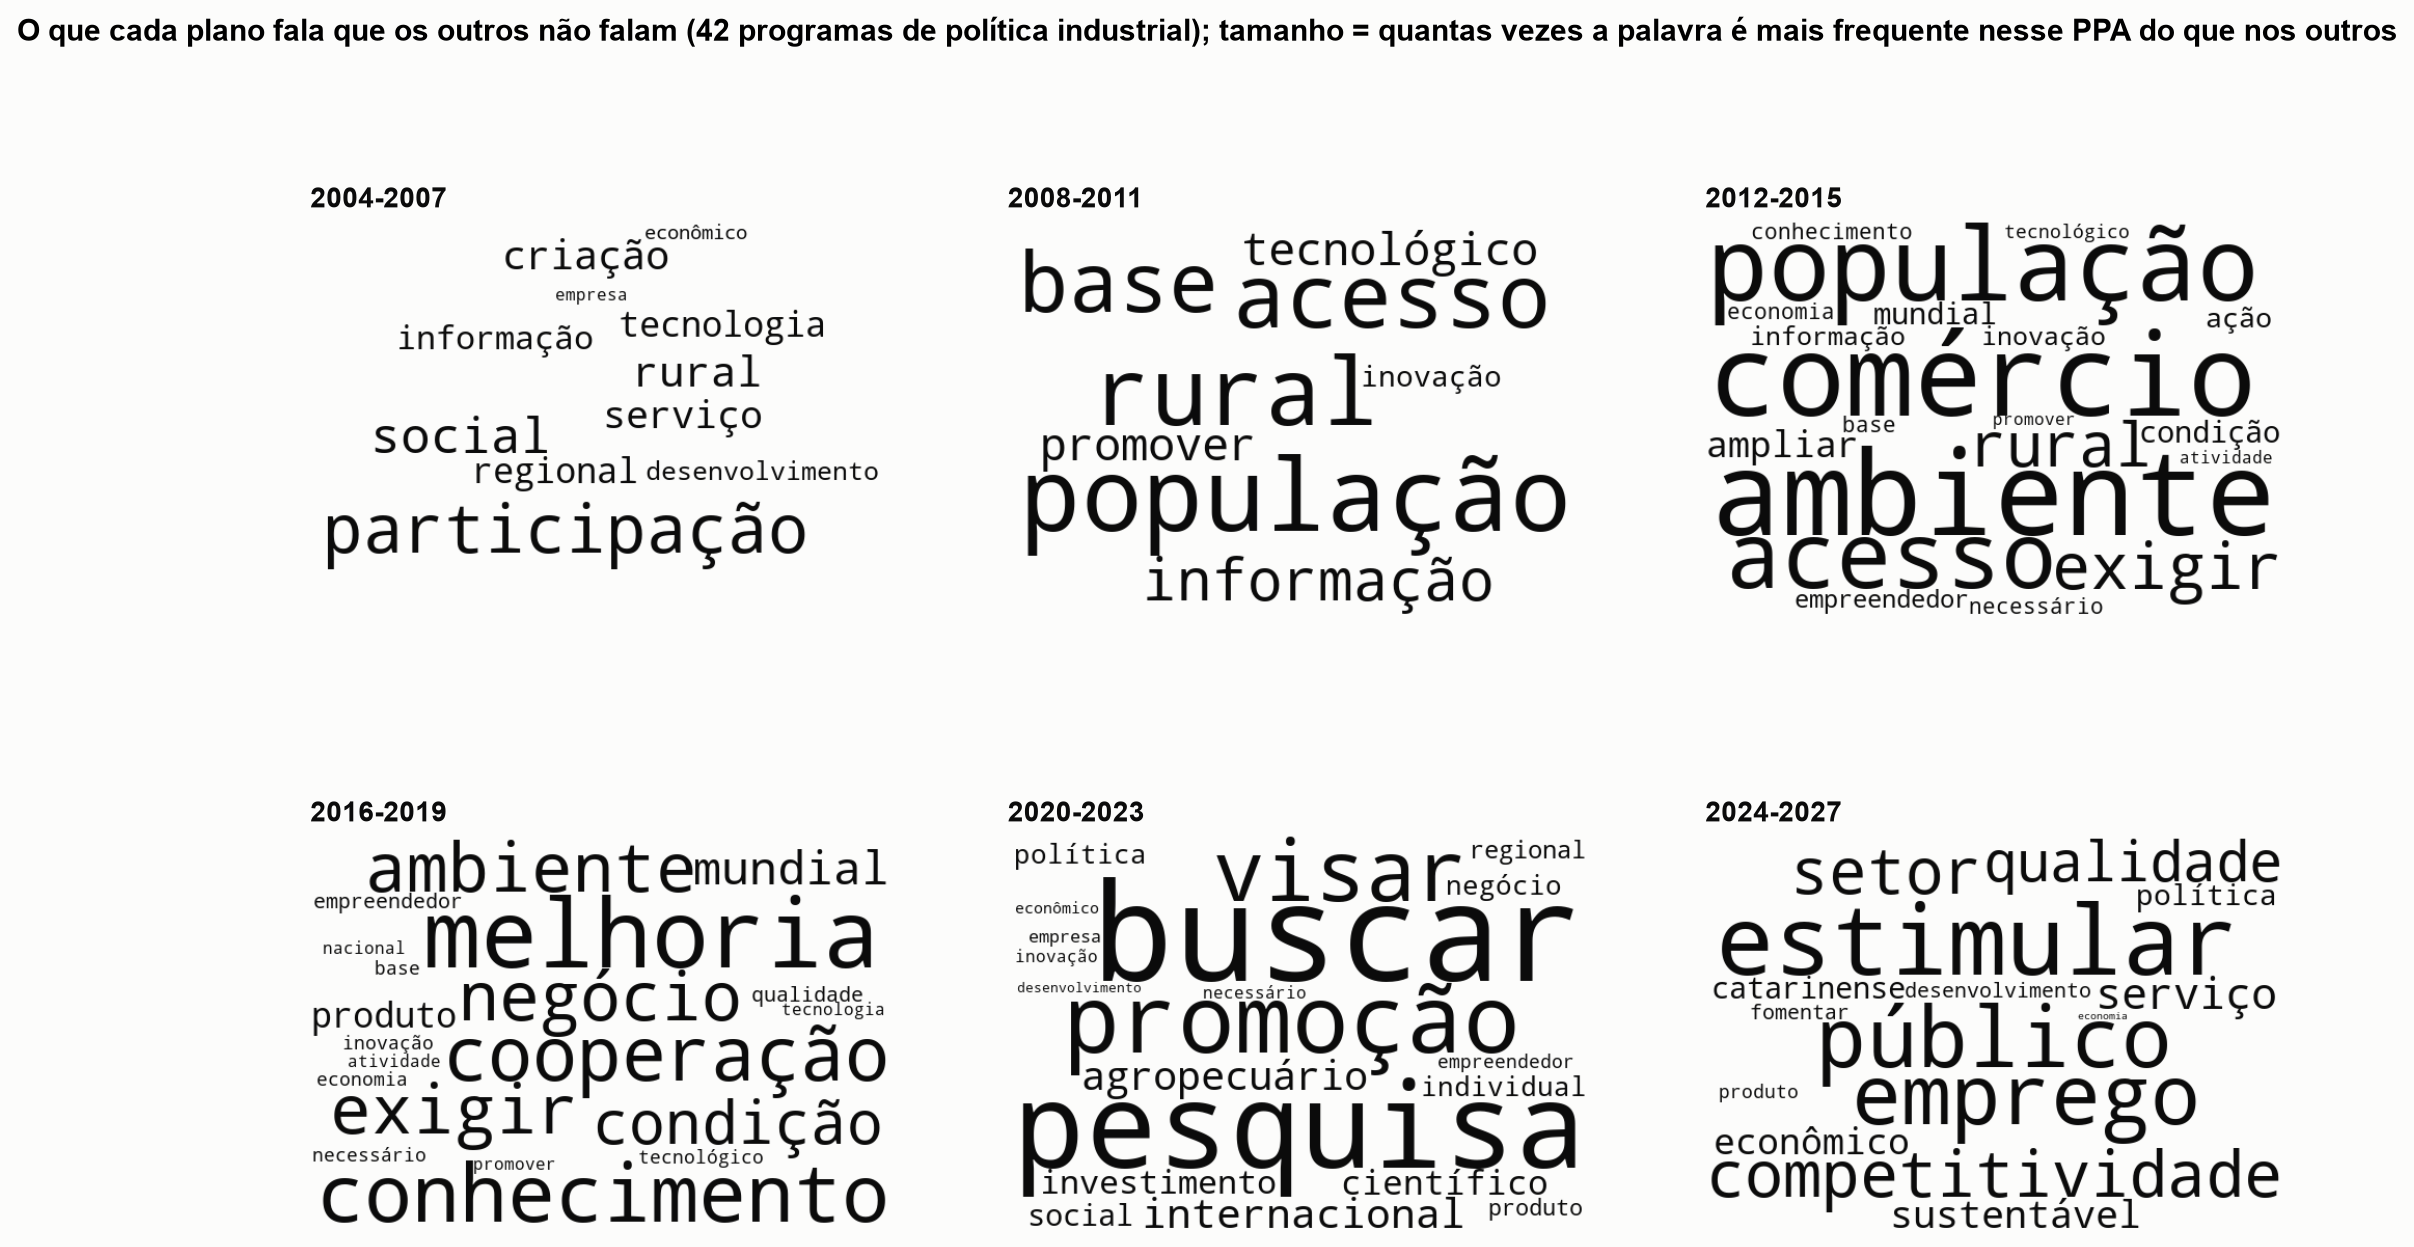 O que cada plano fala que os outros não falam (42 programas de política industrial); tamanho = quantas vezes a palavra é mais frequente nesse PPA do que nos outros
2004-2007
econômico
criação
empresa
tecnologia
informação
rural
serviço
social
regional desenvolvimento
participação
2008-2011
tecnológico
base
acesso
rural
inovação
promover
população
informação
2012-2015
conhecimento
tecnológico
população
economia
mundial
ação
informação
inovação
comércio
base
promover
ampliar
rural
condição
atividade
ambiente
acesso
exigir
empreendedor
necessário
2016-2019
ambiente
mundial
empreendedor
melhoria
nacional
base
negócio
qualidade
tecnologia
produto
inovação
atividade
cooperação
economia
exigir
condição
necessário
promover
tecnológico
conhecimento
2020-2023
política
visar
regional
negócio
econômico
buscar
empresa
inovação
desenvolvimento
necessário
promoção
empreendedor
agropecuário
individual
pesquisa
investimento
científico
social
internacional
produto
2024-2027
setor
qualidade
política
estimular
catarinense
desenvolvimento
serviço
fomentar
economia
público
produto
emprego
econômico
competitividade
sustentável